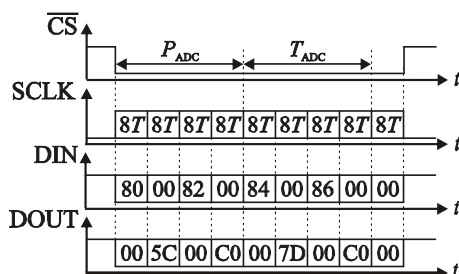 C̅S̅
P_ADC T_ADC
t
SCLK
8T 8T 8T 8T 8T 8T 8T 8T 8T
t
DIN
80 00 82 00 84 00 86 00 00
t
DOUT
00 5C 00 C0 00 7D 00 C0 00
t